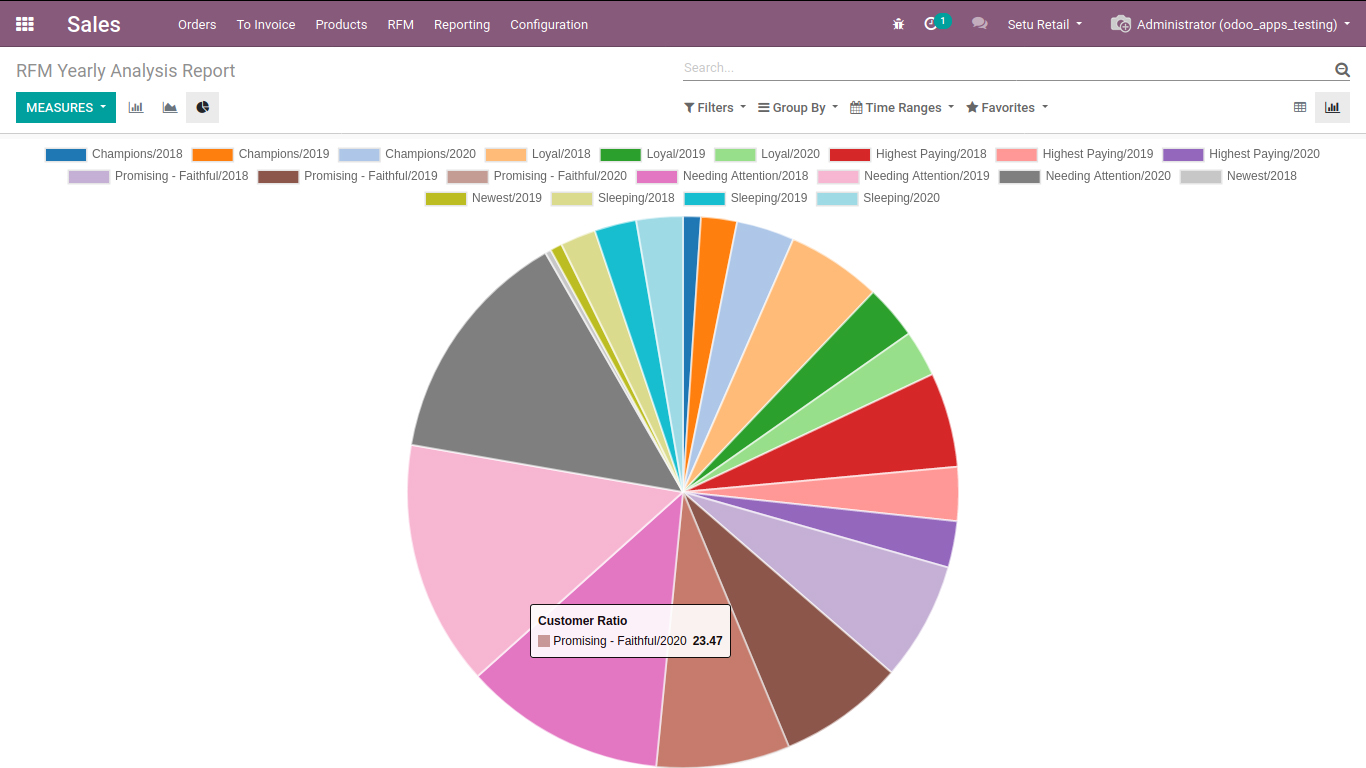 Sales Orders To Invoice Products RFM Reporting Configuration 1 Setu Retail Administrator (odoo_apps_testing)
RFM Yearly Analysis Report Search...
MEASURES Filters Group By Time Ranges Favorites
Champions/2018 Champions/2019 Champions/2020 Loyal/2018 Loyal/2019 Loyal/2020 Highest Paying/2018 Highest Paying/2019 Highest Paying/2020
Promising - Faithful/2018 Promising - Faithful/2019 Promising - Faithful/2020 Needing Attention/2018 Needing Attention/2019 Needing Attention/2020 Newest/2018
Newest/2019 Sleeping/2018 Sleeping/2019 Sleeping/2020
Customer Ratio
Promising - Faithful/2020 23.47